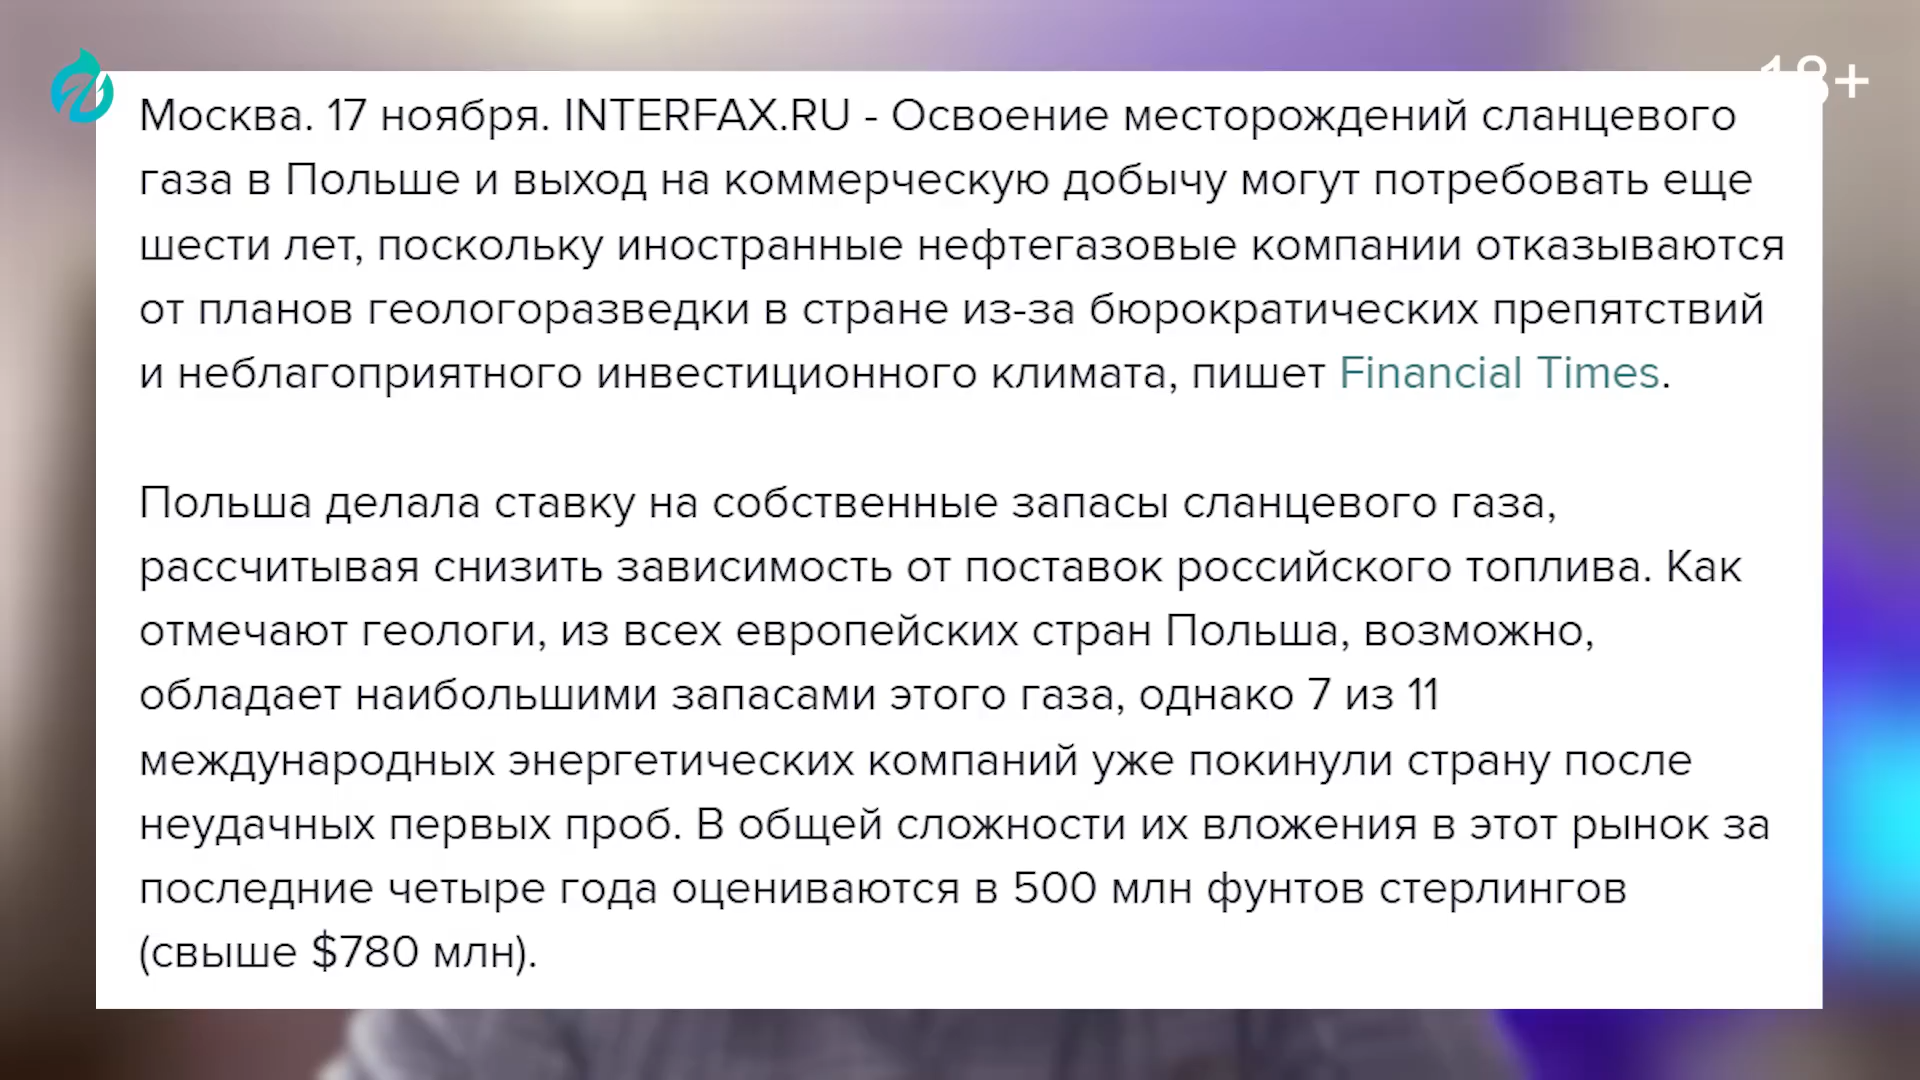 18+
Москва. 17 ноября. INTERFAX.RU - Освоение месторождений сланцевого
газа в Польше и выход на коммерческую добычу могут потребовать еще
шести лет, поскольку иностранные нефтегазовые компании отказываются
от планов геологоразведки в стране из-за бюрократических препятствий
и неблагоприятного инвестиционного климата, пишет Financial Times.
Польша делала ставку на собственные запасы сланцевого газа,
рассчитывая снизить зависимость от поставок российского топлива. Как
отмечают геологи, из всех европейских стран Польша, возможно,
обладает наибольшими запасами этого газа, однако 7 из 11
международных энергетических компаний уже покинули страну после
неудачных первых проб. В общей сложности их вложения в этот рынок за
последние четыре года оцениваются в 500 млн фунтов стерлингов
(свыше $780 млн).